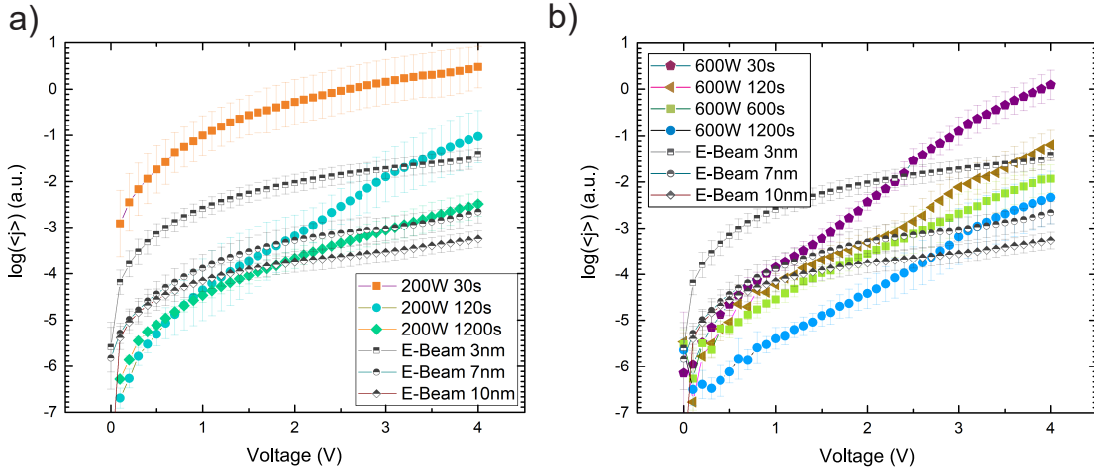 a)
log(<j>) (a.u.)
1
0
-1
-2
-3
-4
-5
-6
-7
0 1 2 3 4
Voltage (V)
200W 30s
200W 120s
200W 1200s
E-Beam 3nm
E-Beam 7nm
E-Beam 10nm
b)
log(<j>) (a.u.)
1
0
-1
-2
-3
-4
-5
-6
-7
0 1 2 3 4
Voltage (V)
600W 30s
600W 120s
600W 600s
600W 1200s
E-Beam 3nm
E-Beam 7nm
E-Beam 10nm